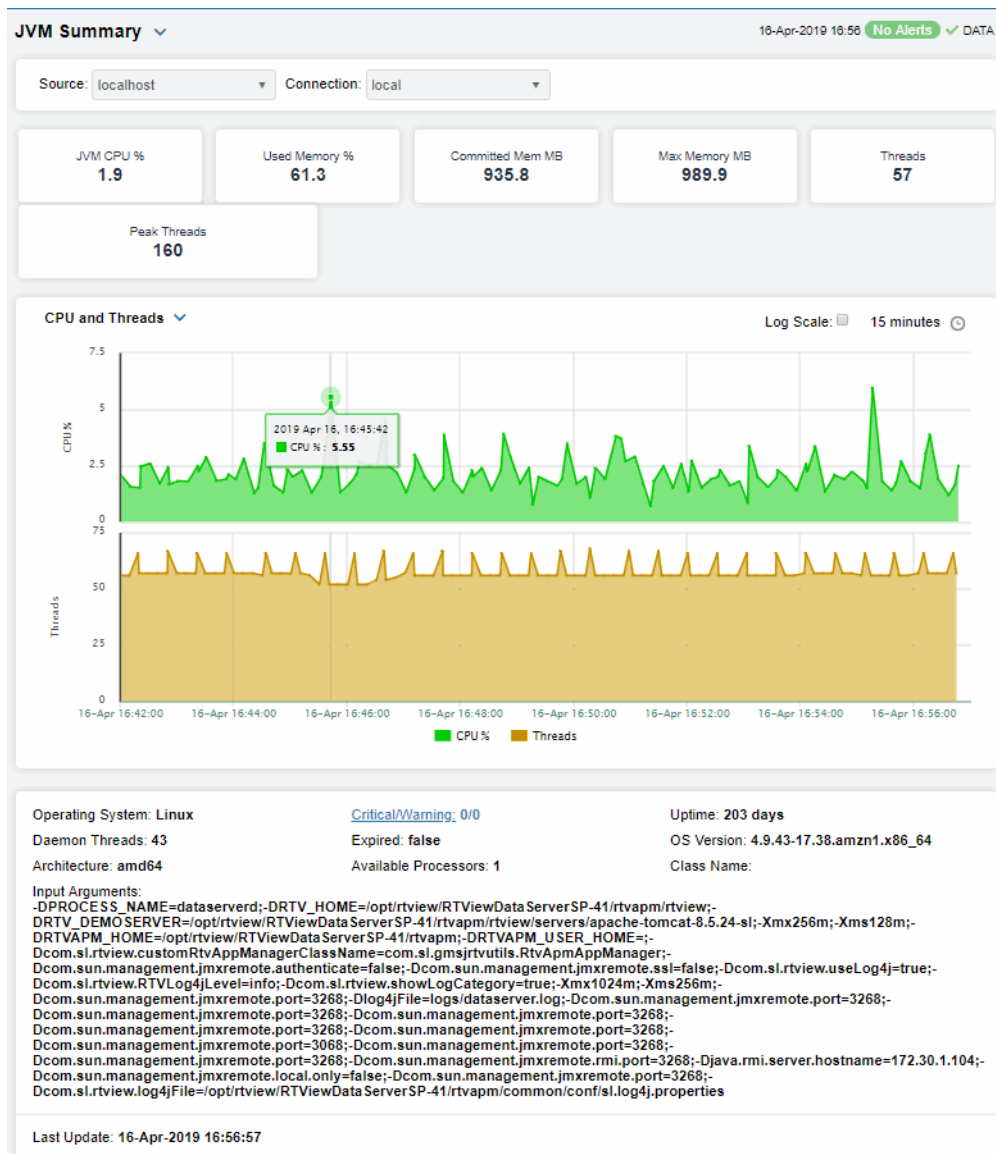 JVM Summary
16-Apr-2019 16:56 No Alerts DATA
Source: localhost Connection: local
JVM CPU % Used Memory % Committed Mem MB Max Memory MB Threads
1.9 61.3 935.8 989.9 57
Peak Threads
160
CPU and Threads
Log Scale: 15 minutes
7.5
5
2.5
0
CPU %
2019 Apr 16, 16:45:42
CPU % : 5.55
75
50
25
0
Threads
16-Apr 16:42:00 16-Apr 16:44:00 16-Apr 16:46:00 16-Apr 16:48:00 16-Apr 16:50:00 16-Apr 16:52:00 16-Apr 16:54:00 16-Apr 16:56:00
CPU % Threads
Operating System: Linux Critical/Warning: 0/0 Uptime: 203 days
Daemon Threads: 43 Expired: false OS Version: 4.9.43-17.38.amzn1.x86_64
Architecture: amd64 Available Processors: 1 Class Name:
Input Arguments:
-DPROCESS_NAME=dataserverd;-DRTV_HOME=/opt/rtview/RTViewDataServerSP-41/rtvapm/rtview;-
DRTV_DEMOSERVER=/opt/rtview/RTViewDataServerSP-41/rtvapm/rtview/servers/apache-tomcat-8.5.24-sl;-Xmx256m;-Xms128m;-
DRTVAPM_HOME=/opt/rtview/RTViewDataServerSP-41/rtvapm;-DRTVAPM_USER_HOME=;-
Dcom.sl.rtview.customRtvAppManagerClassName=com.sl.gmsjrtvutils.RtvApmAppManager;-
Dcom.sun.management.jmxremote.authenticate=false;-Dcom.sun.management.jmxremote.ssl=false;-Dcom.sl.rtview.useLog4j=true;-
Dcom.sl.rtview.RTVLog4jLevel=info;-Dcom.sl.rtview.showLogCategory=true;-Xmx1024m;-Xms256m;-
Dcom.sun.management.jmxremote.port=3268;-Dlog4jFile=logs/dataserver.log;-Dcom.sun.management.jmxremote.port=3268;-
Dcom.sun.management.jmxremote.port=3268;-Dcom.sun.management.jmxremote.port=3268;-
Dcom.sun.management.jmxremote.port=3268;-Dcom.sun.management.jmxremote.port=3268;-
Dcom.sun.management.jmxremote.port=3068;-Dcom.sun.management.jmxremote.port=3268;-
Dcom.sun.management.jmxremote.port=3268;-Dcom.sun.management.jmxremote.rmi.port=3268;-Djava.rmi.server.hostname=172.30.1.104;-
Dcom.sun.management.jmxremote.local.only=false;-Dcom.sun.management.jmxremote.port=3268;-
Dcom.sl.rtview.log4jFile=/opt/rtview/RTViewDataServerSP-41/rtvapm/common/conf/sl.log4j.properties
Last Update: 16-Apr-2019 16:56:57